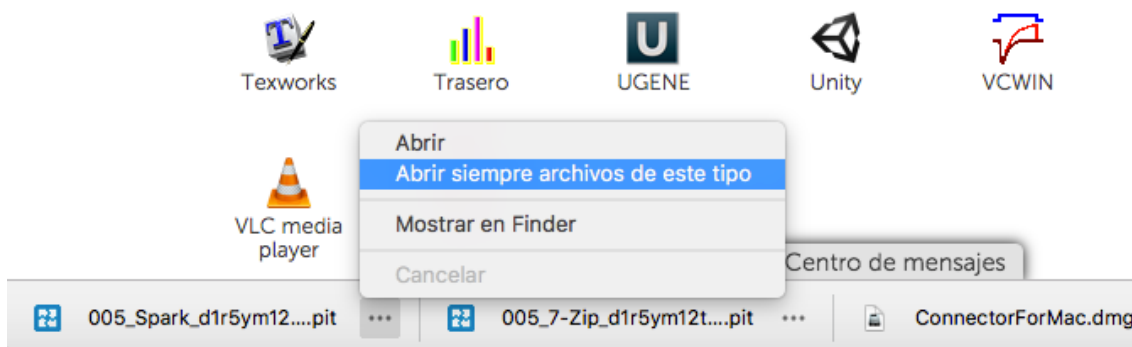 Texworks
Trasero
UGENE
Unity
VCWIN
Abrir
Abrir siempre archivos de este tipo
Mostrar en Finder
Cancelar
VLC media
player
Centro de mensajes
005_Spark_d1r5ym12....pit
005_7-Zip_d1r5ym12t....pit
ConnectorForMac.dmg